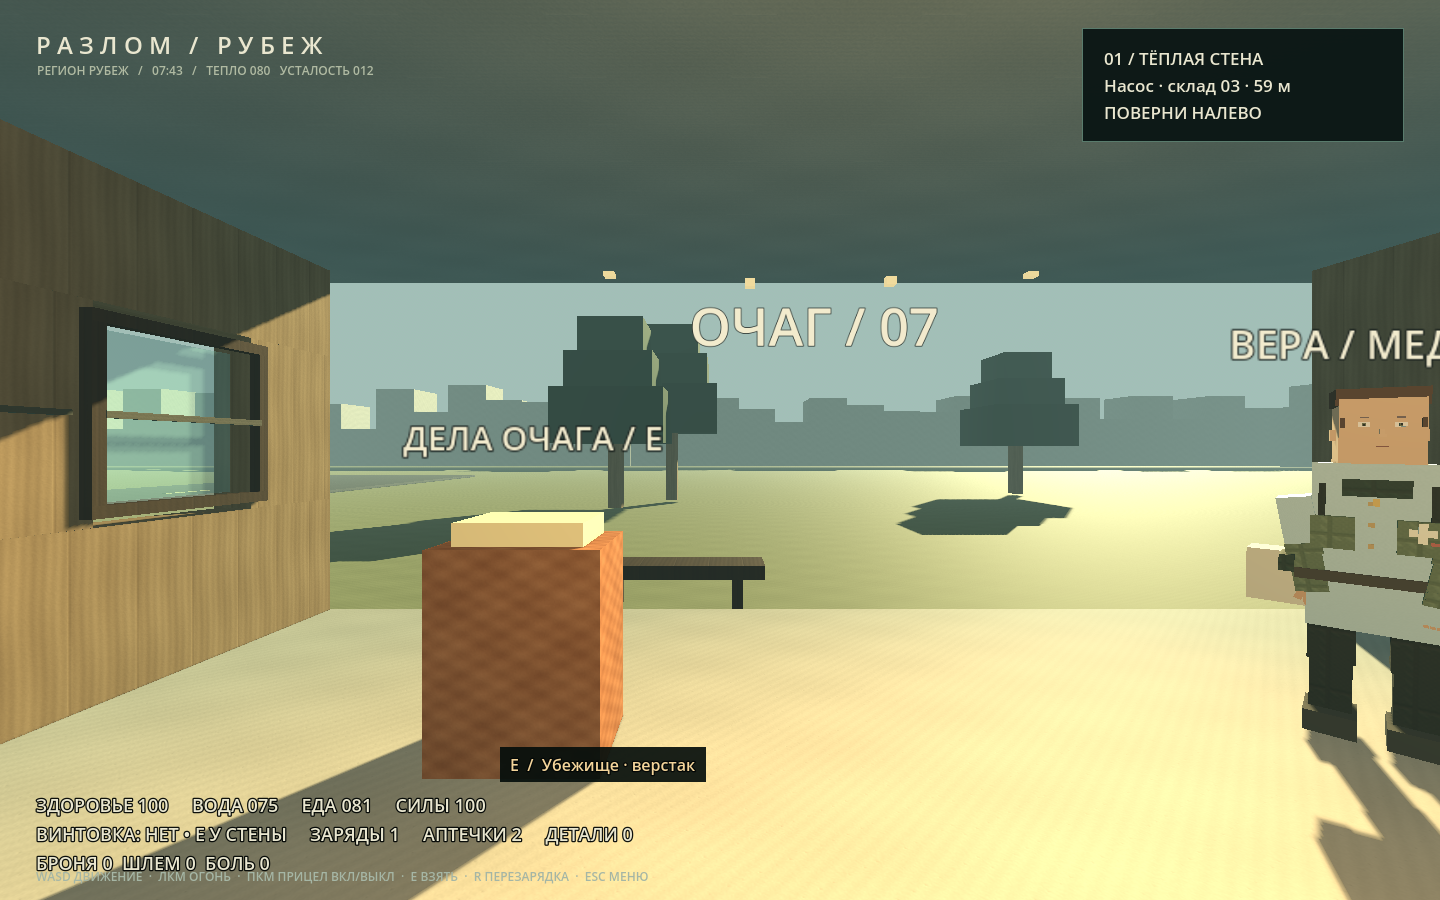 РАЗЛОМ / РУБЕЖ
РЕГИОН РУБЕЖ / 07:43 / ТЕПЛО 080 УСТАЛОСТЬ 012
01 / ТЁПЛАЯ СТЕНА
Насос · склад 03 · 59 м
ПОВЕРНИ НАЛЕВО
ОЧАГ / 07
ВЕРА / МЕД
ДЕЛА ОЧАГА / E
E / Убежище · верстак
ЗДОРОВЬЕ 100 ВОДА 075 ЕДА 081 СИЛЫ 100
ВИНТОВКА: НЕТ • E У СТЕНЫ ЗАРЯДЫ 1 АПТЕЧКИ 2 ДЕТАЛИ 0
БРОНЯ 0 ШЛЕМ 0 БОЛЬ 0
WASD ДВИЖЕНИЕ · ЛКМ ОГОНЬ · ПКМ ПРИЦЕЛ ВКЛ/ВЫКЛ · E ВЗЯТЬ · R ПЕРЕЗАРЯДКА · ESC МЕНЮ